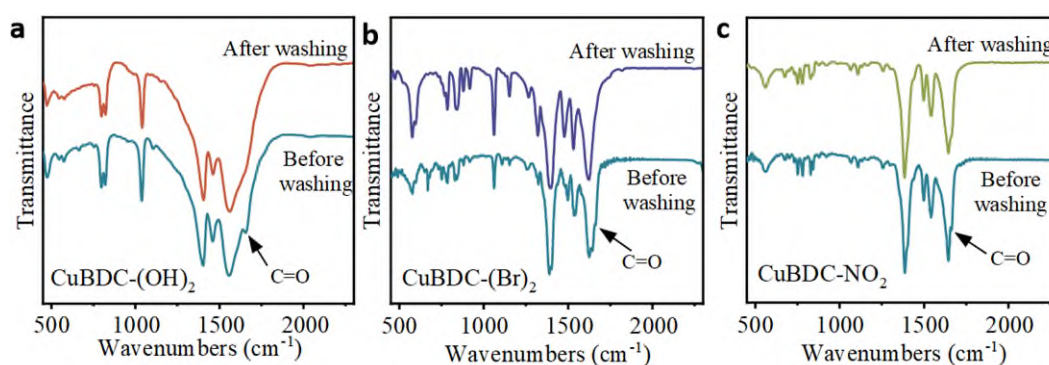 a
Transmittance
After washing
Before
washing
C=O
CuBDC-(OH)₂
500 1000 1500 2000
Wavenumbers (cm⁻¹)
b
Transmittance
After washing
Before
washing
C=O
CuBDC-(Br)₂
500 1000 1500 2000
Wavenumbers (cm⁻¹)
c
Transmittance
After washing
Before
washing
C=O
CuBDC-NO₂
500 1000 1500 2000
Wavenumbers (cm⁻¹)